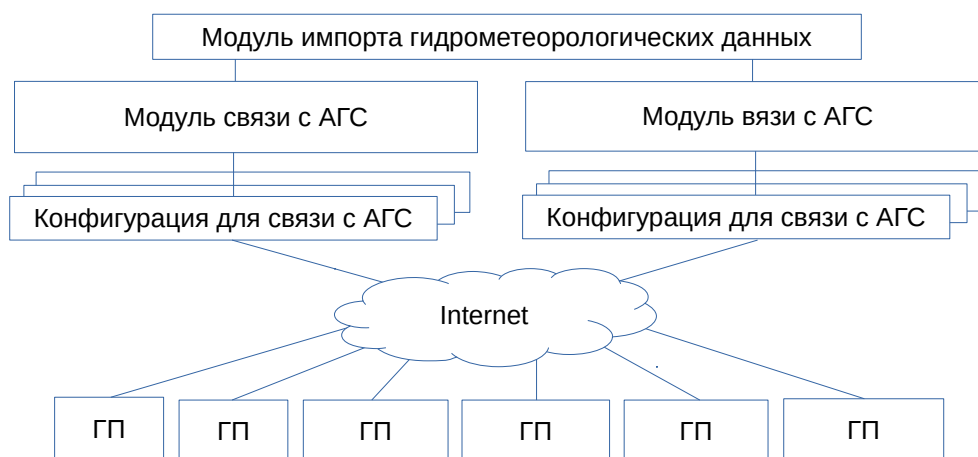 Модуль импорта гидрометеорологических данных
Модуль связи с АГС
Модуль вязи с АГС
Конфигурация для связи с АГС
Конфигурация для связи с АГС
Internet
ГП
ГП
ГП
ГП
ГП
ГП